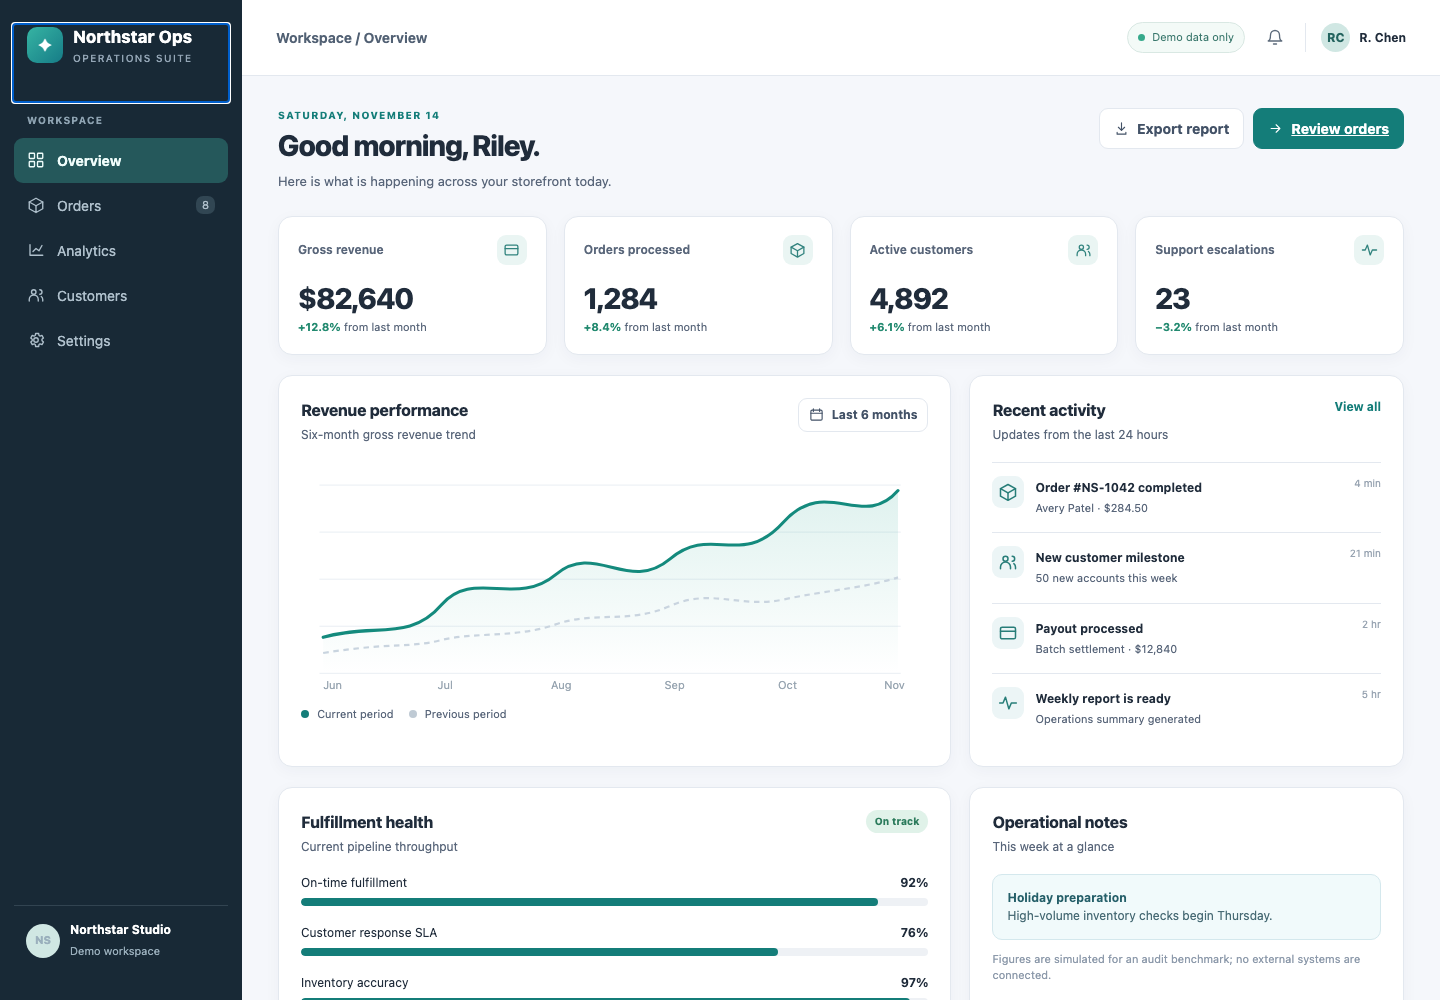 Northstar Ops
OPERATIONS SUITE
WORKSPACE
Overview
Orders
8
Analytics
Customers
Settings
NS
Northstar Studio
Demo workspace
Workspace / Overview
Demo data only
RC
R. Chen
SATURDAY, NOVEMBER 14
Good morning, Riley.
Here is what is happening across your storefront today.
Export report
Review orders
Gross revenue
$82,640
+12.8% from last month
Orders processed
1,284
+8.4% from last month
Active customers
4,892
+6.1% from last month
Support escalations
23
−3.2% from last month
Revenue performance
Six-month gross revenue trend
Last 6 months
Jun
Jul
Aug
Sep
Oct
Nov
Current period
Previous period
Recent activity
Updates from the last 24 hours
View all
Order #NS-1042 completed
Avery Patel · $284.50
4 min
New customer milestone
50 new accounts this week
21 min
Payout processed
Batch settlement · $12,840
2 hr
Weekly report is ready
Operations summary generated
5 hr
Fulfillment health
Current pipeline throughput
On track
On-time fulfillment
92%
Customer response SLA
76%
Inventory accuracy
97%
Operational notes
This week at a glance
Holiday preparation
High-volume inventory checks begin Thursday.
Figures are simulated for an audit benchmark; no external systems are
connected.